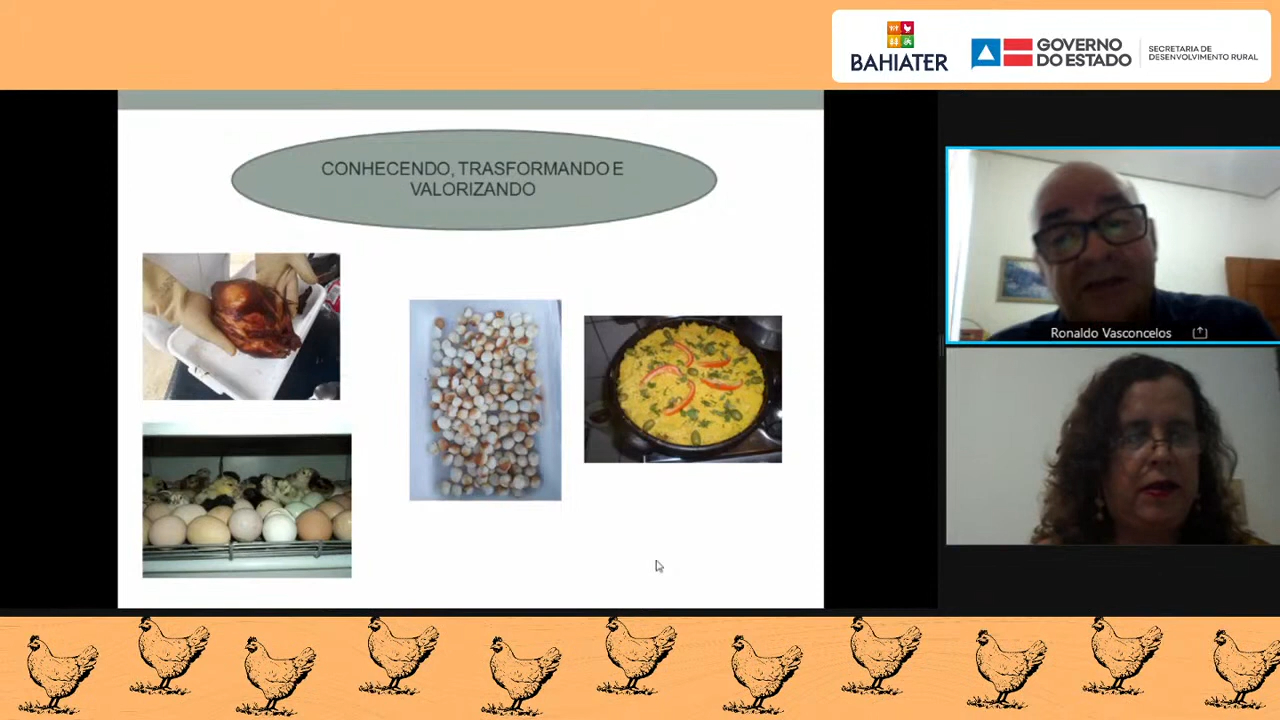 BAHIATER
GOVERNO
DO ESTADO
SECRETARIA DE
DESENVOLVIMENTO RURAL
CONHECENDO, TRASFORMANDO E
VALORIZANDO
Ronaldo Vasconcelos